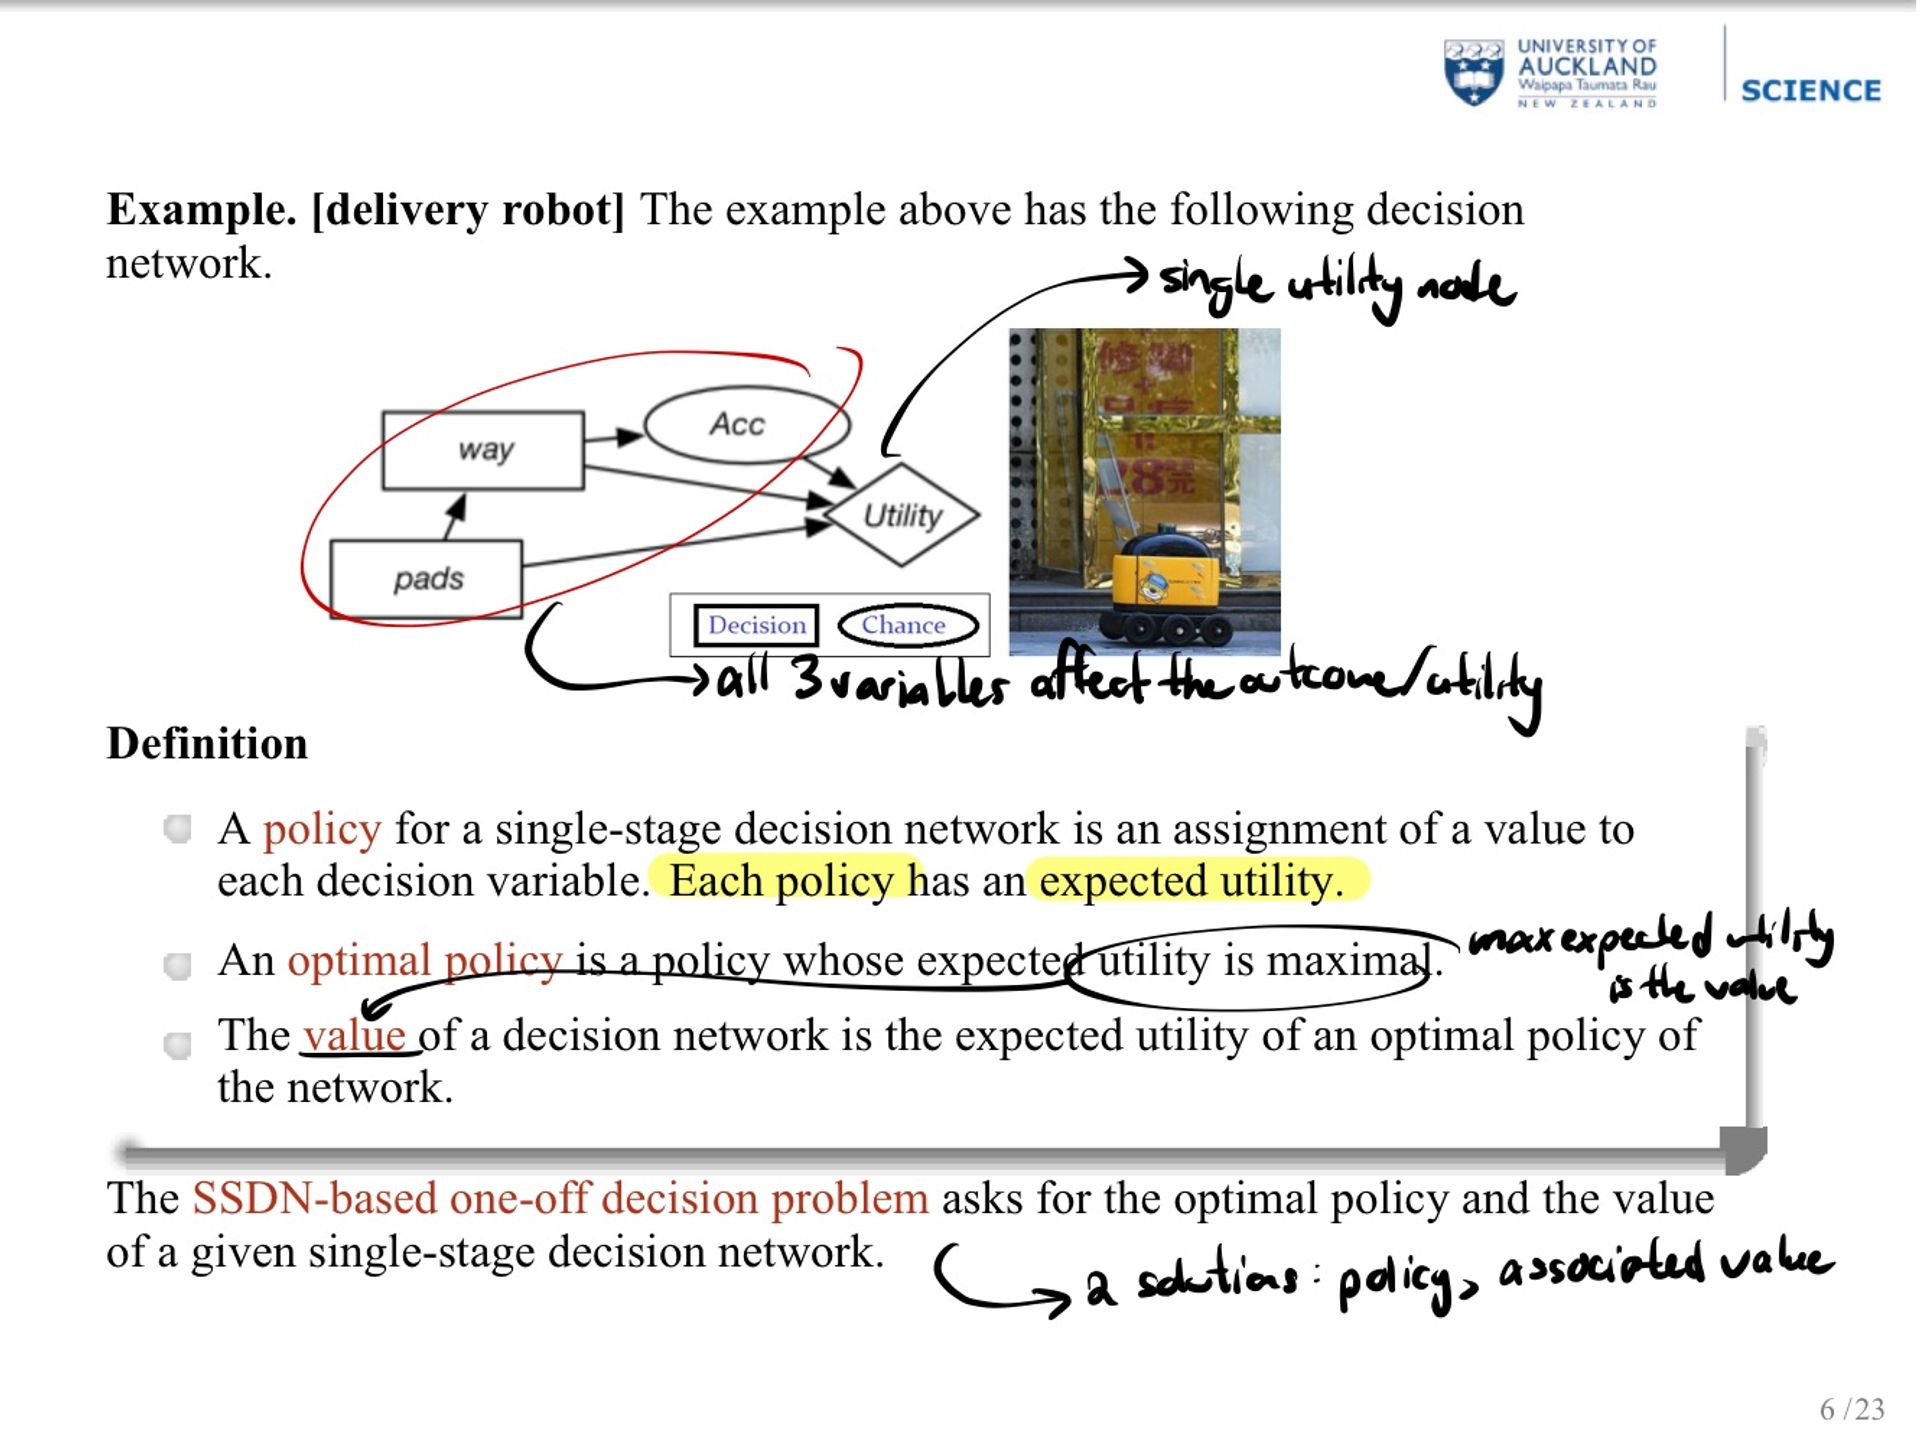 UNIVERSITY OF
AUCKLAND
Waipapa Taumata Rau
NEW ZEALAND
SCIENCE
Example. [delivery robot] The example above has the following decision
network.
single utility node
way
Acc
Utility
pads
Decision
Chance
修脚
28元
all 3 variables affect the outcome/utility
Definition
A policy for a single-stage decision network is an assignment of a value to
each decision variable. Each policy has an expected utility.
An optimal policy is a policy whose expected utility is maximal.
max expected utility
is the value
The value of a decision network is the expected utility of an optimal policy of
the network.
The SSDN-based one-off decision problem asks for the optimal policy and the value
of a given single-stage decision network.
2 solutions: policy, associated value
6 / 23